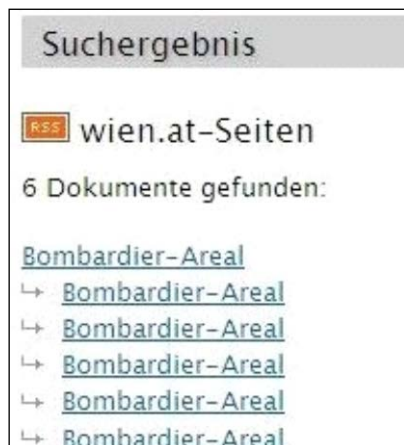 Suchergebnis
RSS wien.at-Seiten
6 Dokumente gefunden:
Bombardier-Areal
↳ Bombardier-Areal
↳ Bombardier-Areal
↳ Bombardier-Areal
↳ Bombardier-Areal
↳ Bombardier-Areal